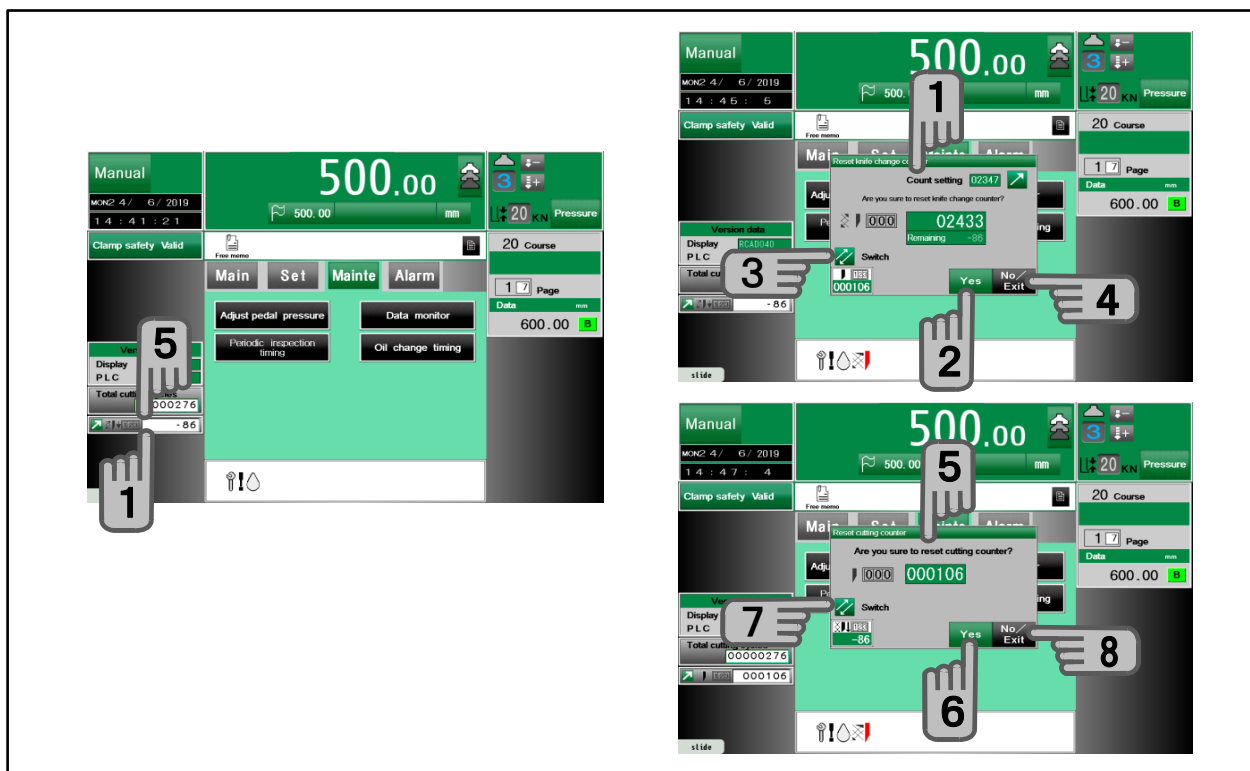 Manual
MON2 4/ 6/ 2019
14 : 41 : 21
500.00
500. 00 mm
3
20 KN Pressure
Clamp safety Valid
Free memo
20 Course
Main Set Mainte Alarm
1 7 Page
Data mm
600.00 B
Adjust pedal pressure
Data monitor
Periodic inspection
timing
Oil change timing
5
Display
PLC
000276
-86
1
Manual
MON2 4/ 6/ 2019
14 : 45 : 5
500.00
500. mm
3
20 KN Pressure
1
Clamp safety Valid
Free memo
20 Course
1 7 Page
Data mm
600.00 B
Reset knife change
Count setting 02347
Are you sure to reset knife change counter?
000 02433
Remaining -86
Switch
000106
Yes
No/
Exit
Version data
Display RCAD040
PLC
-86
3
4
2
slide
Manual
MON2 4/ 6/ 2019
14 : 47 : 4
500.00
500. 00 mm
3
20 KN Pressure
5
Clamp safety Valid
Free memo
20 Course
1 7 Page
Data mm
600.00 B
Reset cutting counter
Are you sure to reset cutting counter?
000 000106
Switch
-86
Yes
No/
Exit
Display
PLC
00000276
000106
7
8
6
slide